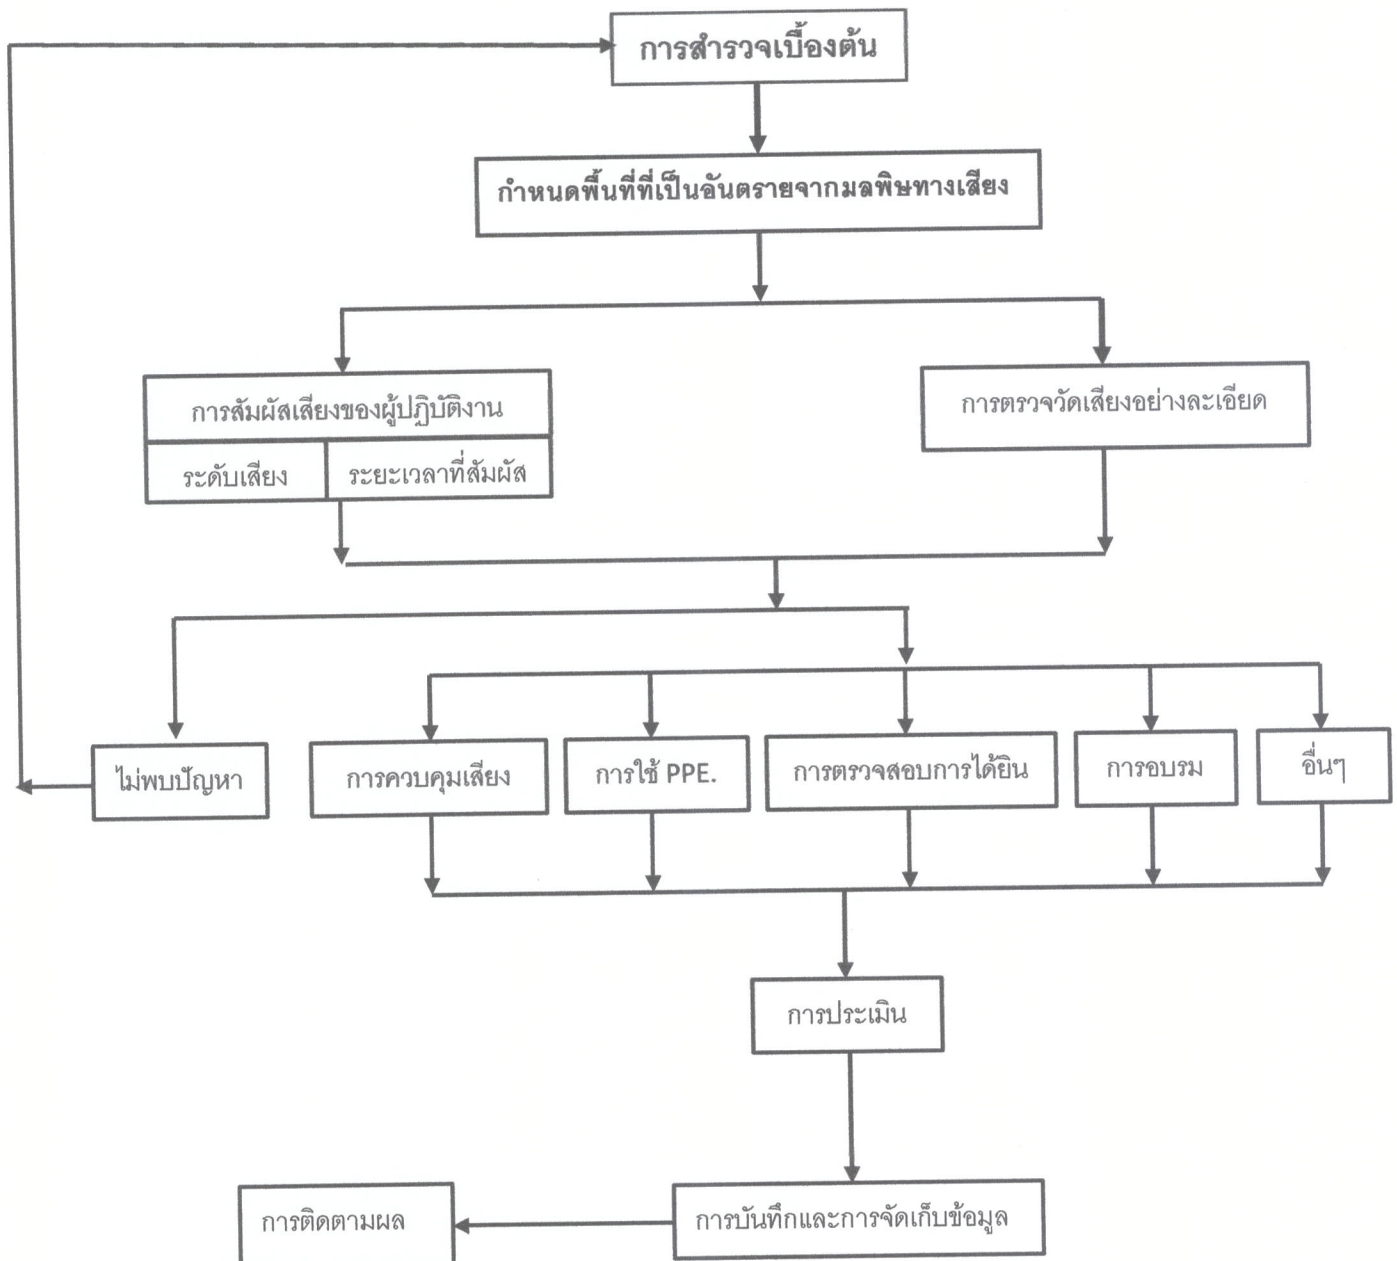 การสำรวจเบื้องต้น
กำหนดพื้นที่ที่เป็นอันตรายจากมลพิษทางเสียง
การสัมผัสเสียงของผู้ปฏิบัติงาน
ระดับเสียง
ระยะเวลาที่สัมผัส
การตรวจวัดเสียงอย่างละเอียด
ไม่พบปัญหา
การควบคุมเสียง
การใช้ PPE.
การตรวจสอบการได้ยิน
การอบรม
อื่นๆ
การประเมิน
การบันทึกและการจัดเก็บข้อมูล
การติดตามผล